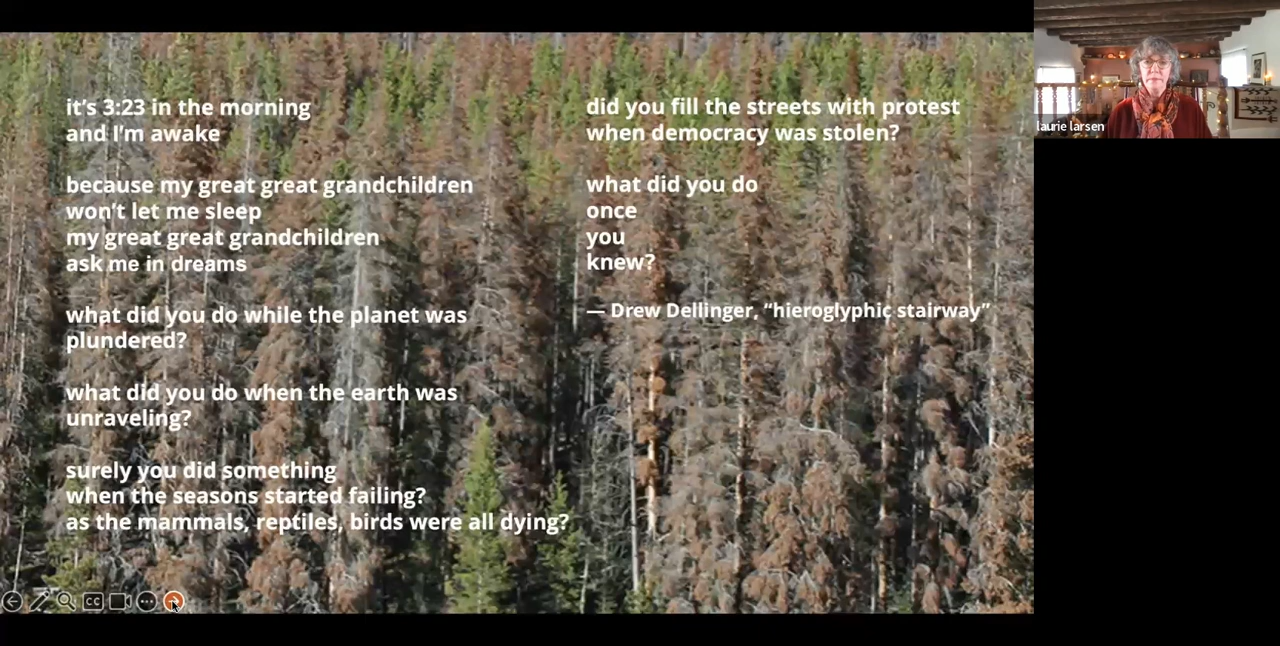 it's 3:23 in the morning
and I'm awake
because my great great grandchildren
won't let me sleep
my great great grandchildren
ask me in dreams
what did you do while the planet was
plundered?
what did you do when the earth was
unraveling?
surely you did something
when the seasons started failing?
as the mammals, reptiles, birds were all dying?
did you fill the streets with protest
when democracy was stolen?
what did you do
once
you
knew?
— Drew Dellinger, “hieroglyphic stairway”
laurie larsen
CC